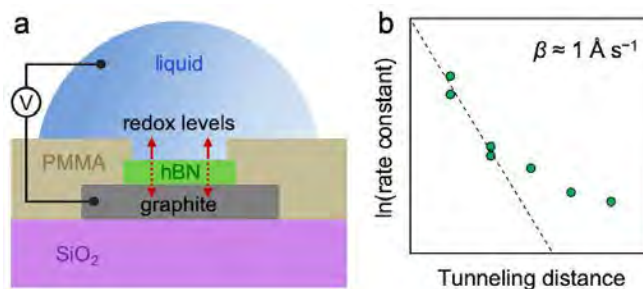 a
liquid
V
redox levels
PMMA
hBN
graphite
SiO₂
b
β ≈ 1 Å s⁻¹
ln(rate constant)
Tunneling distance